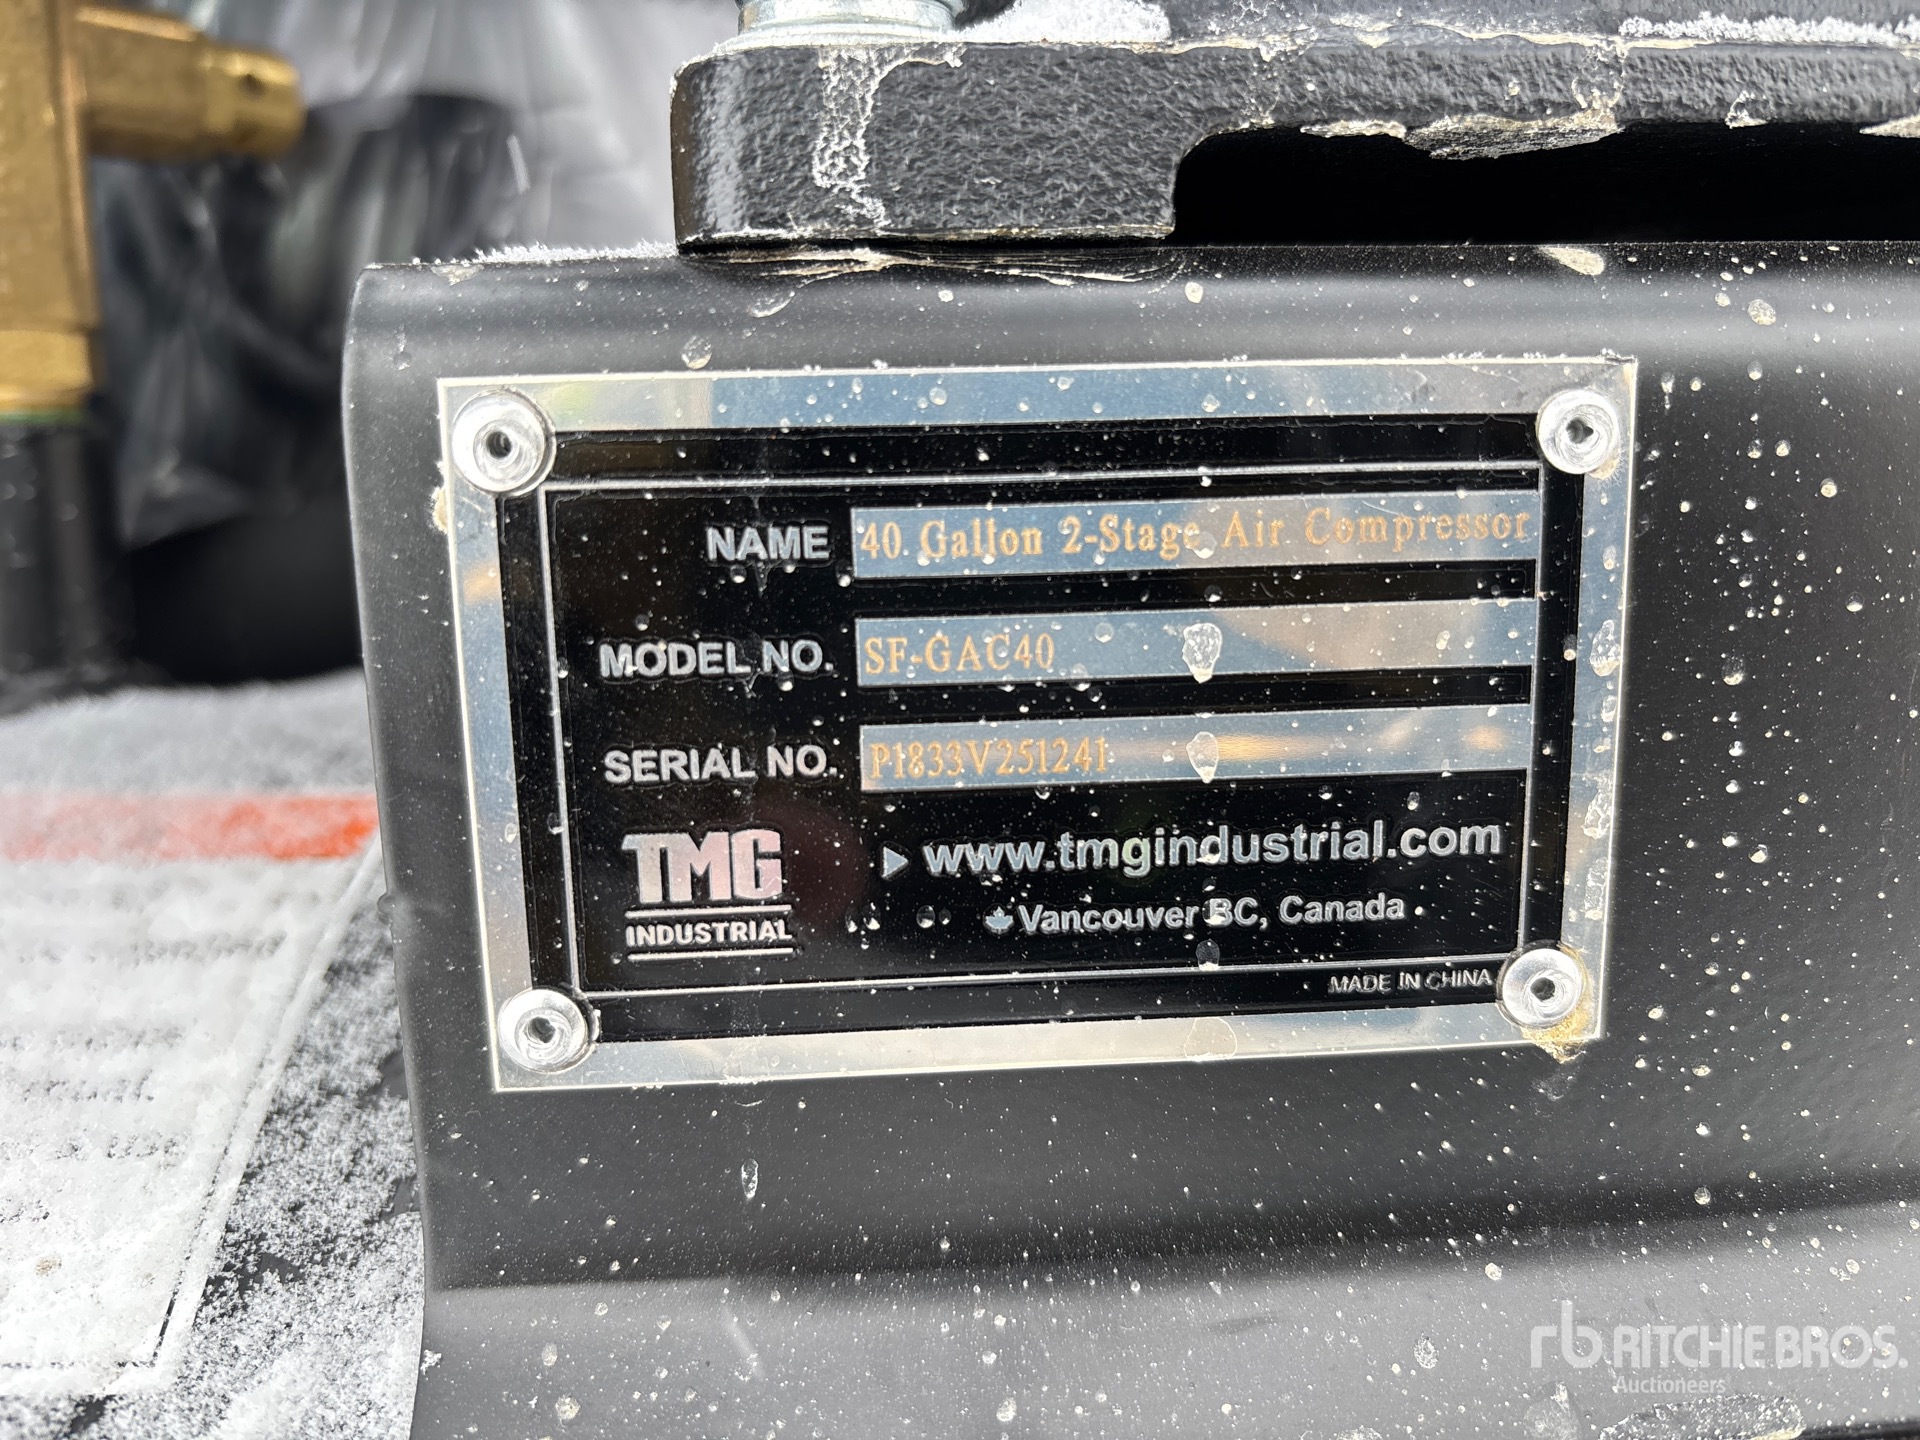 NAME 40 Gallon 2-Stage Air Compressor
MODEL NO. SF-GAC40
SERIAL NO. P1833V251241
TMG
INDUSTRIAL
www.tmgindustrial.com
Vancouver BC, Canada
MADE IN CHINA
rb RITCHIE BROS.
Auctioneers